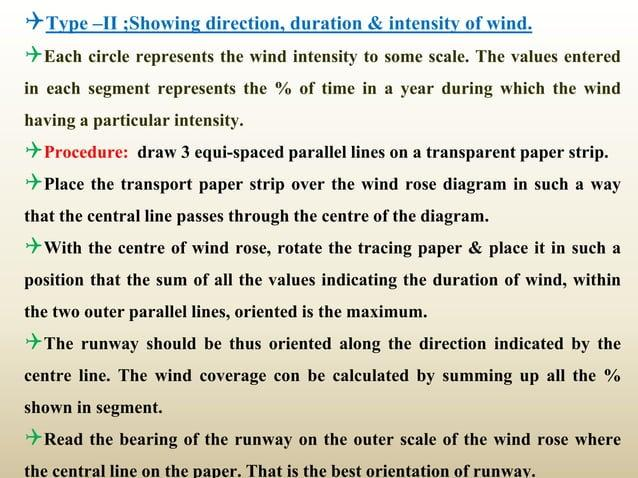 Type –II ;Showing direction, duration & intensity of wind.
Each circle represents the wind intensity to some scale. The values entered
in each segment represents the % of time in a year during which the wind
having a particular intensity.
Procedure: draw 3 equi-spaced parallel lines on a transparent paper strip.
Place the transport paper strip over the wind rose diagram in such a way
that the central line passes through the centre of the diagram.
With the centre of wind rose, rotate the tracing paper & place it in such a
position that the sum of all the values indicating the duration of wind, within
the two outer parallel lines, oriented is the maximum.
The runway should be thus oriented along the direction indicated by the
centre line. The wind coverage con be calculated by summing up all the %
shown in segment.
Read the bearing of the runway on the outer scale of the wind rose where
the central line on the paper. That is the best orientation of runway.